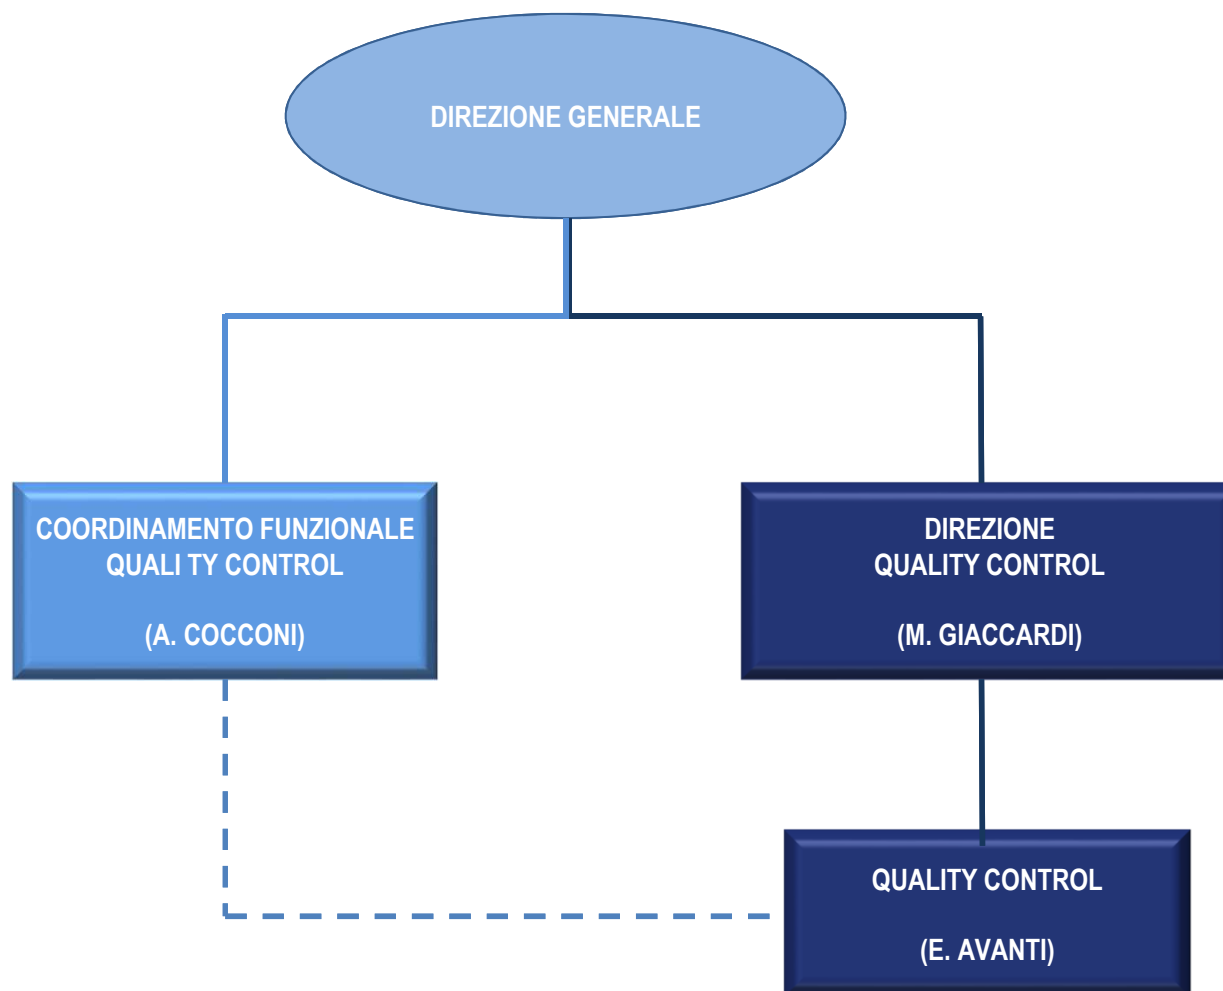 DIREZIONE GENERALE
COORDINAMENTO FUNZIONALE
QUALI TY CONTROL
(A. COCCONI)
DIREZIONE
QUALITY CONTROL
(M. GIACCARDI)
QUALITY CONTROL
(E. AVANTI)